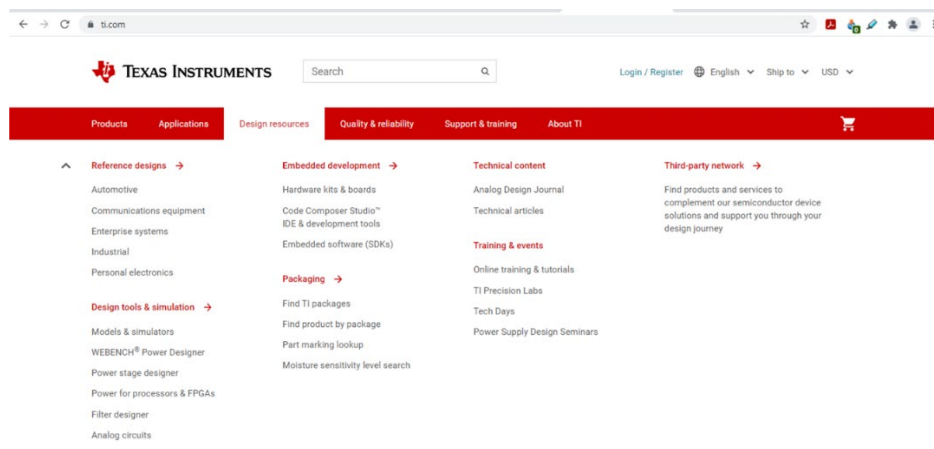 ti.com
TEXAS INSTRUMENTS
Search
Login / Register
English
Ship to
USD
Products
Applications
Design resources
Quality & reliability
Support & training
About TI
Reference designs →
Automotive
Communications equipment
Enterprise systems
Industrial
Personal electronics
Design tools & simulation →
Models & simulators
WEBENCH® Power Designer
Power stage designer
Power for processors & FPGAs
Filter designer
Analog circuits
Embedded development →
Hardware kits & boards
Code Composer Studio™
IDE & development tools
Embedded software (SDKs)
Packaging →
Find TI packages
Find product by package
Part marking lookup
Moisture sensitivity level search
Technical content
Analog Design Journal
Technical articles
Training & events
Online training & tutorials
TI Precision Labs
Tech Days
Power Supply Design Seminars
Third-party network →
Find products and services to
complement our semiconductor device
solutions and support you through your
design journey